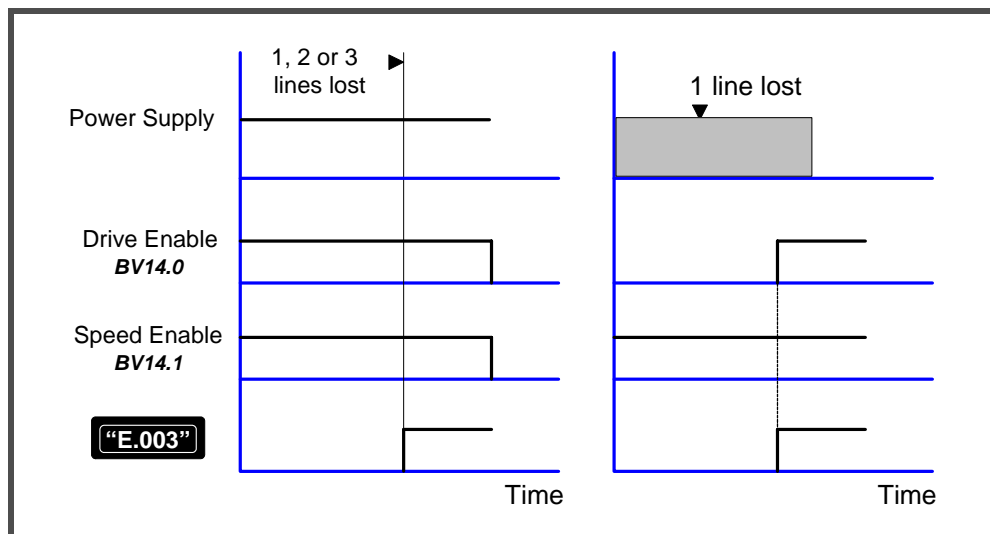 1, 2 or 3
lines lost
1 line lost
Power Supply
Drive Enable
BV14.0
Speed Enable
BV14.1
“E.003”
Time
Time